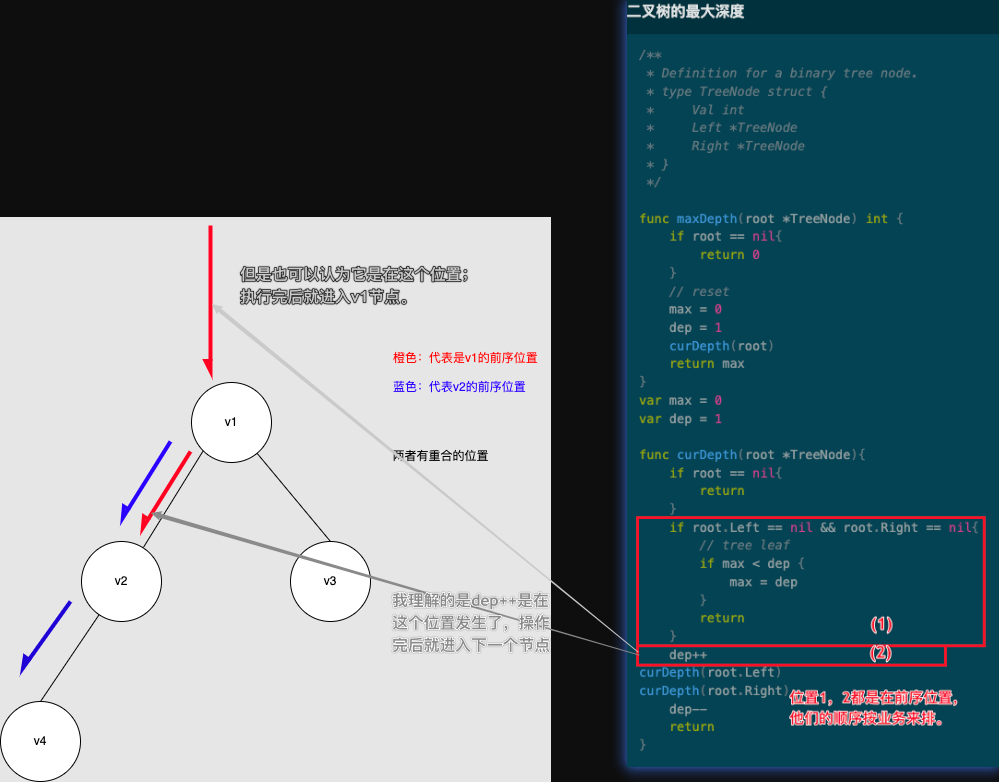 二叉树的最大深度
/**
 * Definition for a binary tree node.
 * type TreeNode struct {
 *     Val int
 *     Left *TreeNode
 *     Right *TreeNode
 * }
 */
func maxDepth(root *TreeNode) int {
    if root == nil{
        return 0
    }
    // reset
    max = 0
    dep = 1
    curDepth(root)
    return max
}
var max = 0
var dep = 1
func curDepth(root *TreeNode){
    if root == nil{
        return
    }
    if root.Left == nil && root.Right == nil{
        // tree leaf
        if max < dep {
            max = dep
        }
        return
    }
(1)
    dep++
(2)
curDepth(root.Left)
curDepth(root.Right)
    dep--
    return
}
位置1，2都是在前序位置，
他们的顺序按业务来排。
但是也可以认为它是在这个位置；
执行完后就进入v1节点。
橙色：代表是v1的前序位置
蓝色：代表v2的前序位置
两者有重合的位置
v1
v2
v3
v4
我理解的是dep++是在
这个位置发生了，操作
完后就进入下一个节点